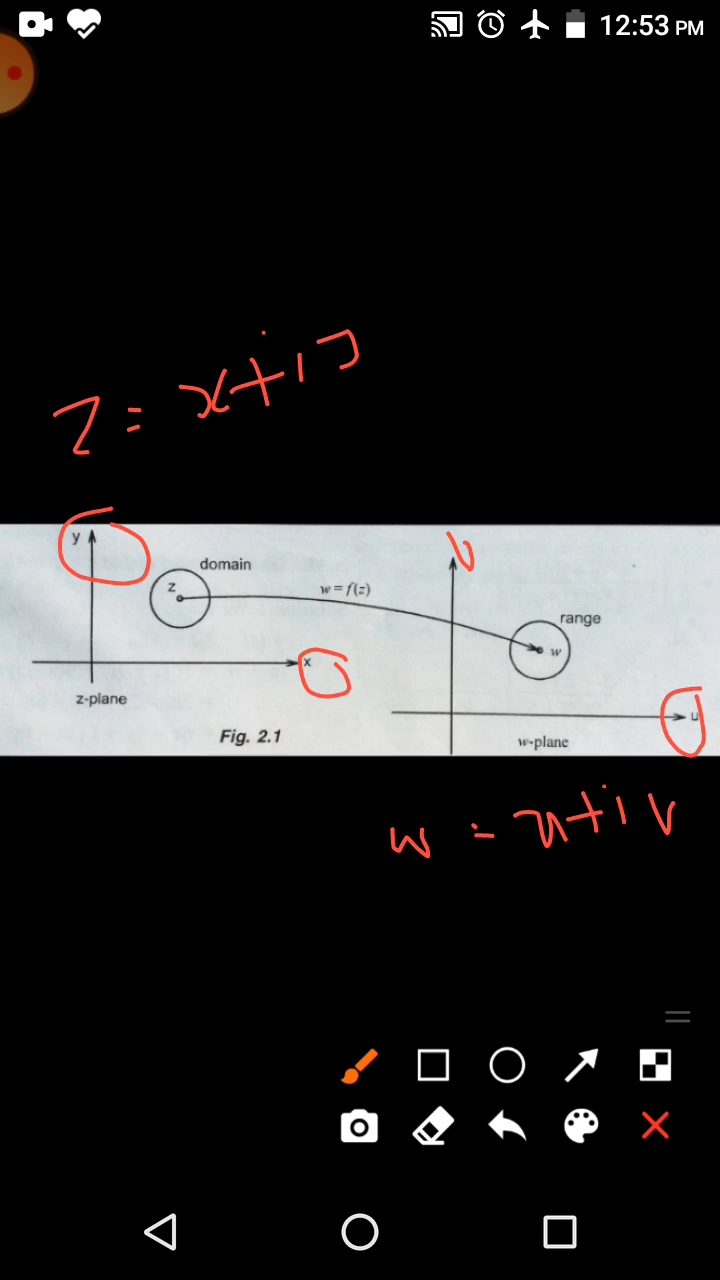 12:53 PM
z = x+iy
y
domain
z
w = f(z)
x
z-plane
Fig. 2.1
v
range
w
u
w-plane
w = u+iv